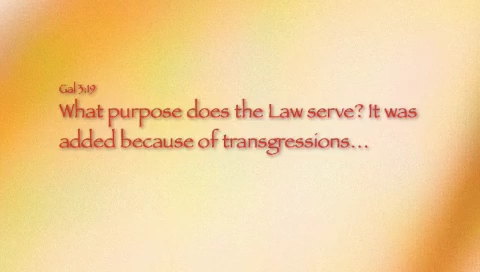 Gal 3:19
What purpose does the Law serve? It was
added because of transgressions...